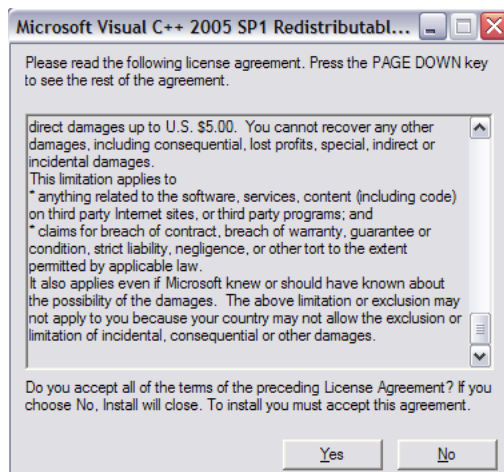 Microsoft Visual C++ 2005 SP1 Redistributabl...
Please read the following license agreement. Press the PAGE DOWN key
to see the rest of the agreement.
direct damages up to U.S. $5.00.  You cannot recover any other
damages, including consequential, lost profits, special, indirect or
incidental damages.
This limitation applies to
* anything related to the software, services, content (including code)
on third party Internet sites, or third party programs; and
* claims for breach of contract, breach of warranty, guarantee or
condition, strict liability, negligence, or other tort to the extent
permitted by applicable law.
It also applies even if Microsoft knew or should have known about
the possibility of the damages.  The above limitation or exclusion may
not apply to you because your country may not allow the exclusion or
limitation of incidental, consequential or other damages.
Do you accept all of the terms of the preceding License Agreement? If you
choose No, Install will close. To install you must accept this agreement.
Yes
No